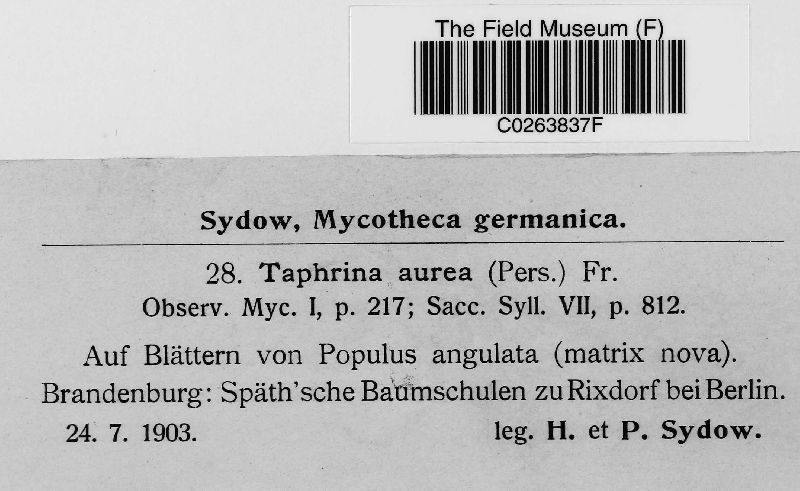 The Field Museum (F)
C0263837F
Sydow, Mycotheca germanica.
28. Taphrina aurea (Pers.) Fr.
Observ. Myc. I, p. 217; Sacc. Syll. VII, p. 812.
Auf Blättern von Populus angulata (matrix nova).
Brandenburg: Späth'sche Baumschulen zu Rixdorf bei Berlin.
24. 7. 1903.
leg. H. et P. Sydow.